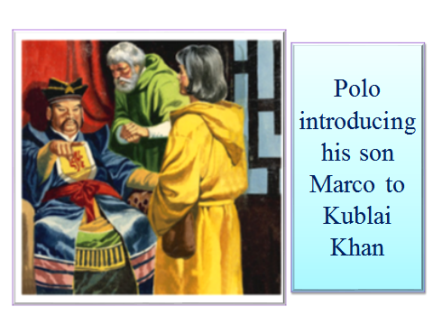 Polo
introducing
his son
Marco to
Kublai
Khan